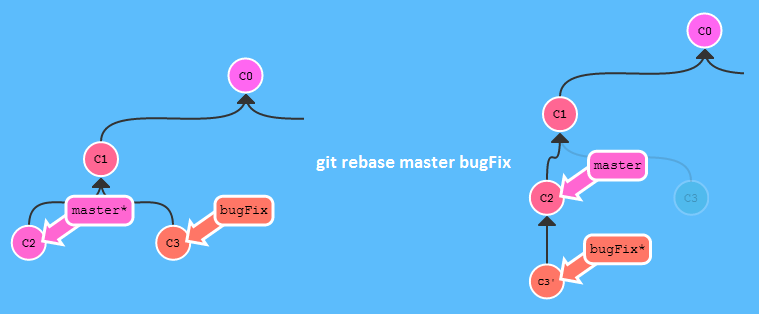 C0
C1
master*
bugFix
C2
C3
git rebase master bugFix
C0
C1
master
C2
C3
bugFix*
C3'